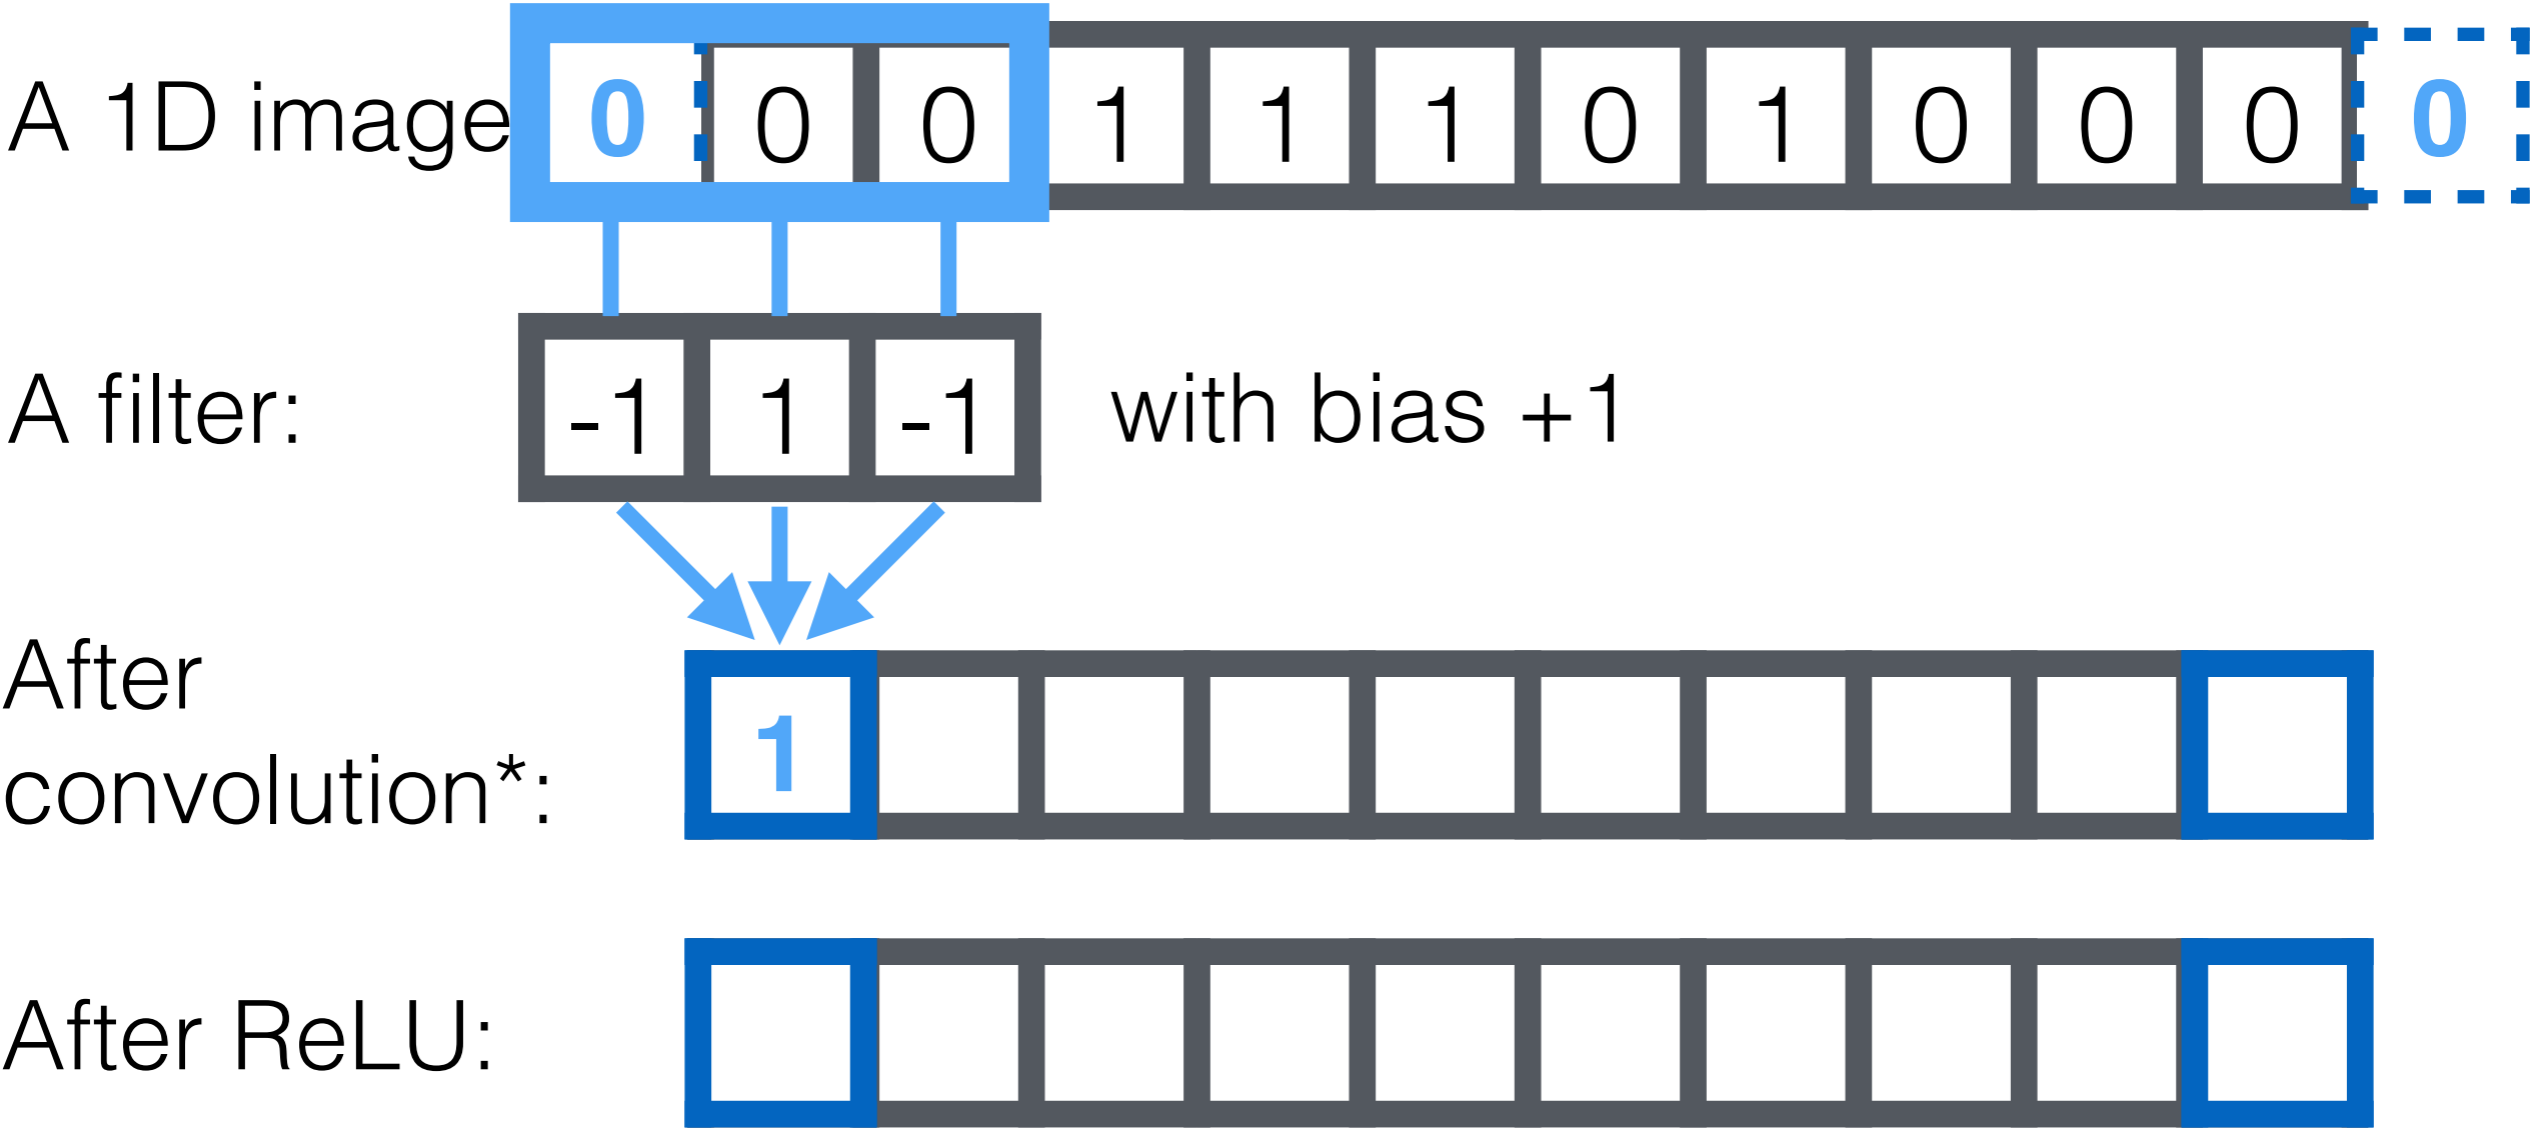 A 1D image 0 0 0 1 1 1 0 1 0 0 0 0
A filter: -1 1 -1 with bias +1
After
convolution*: 1
After ReLU: